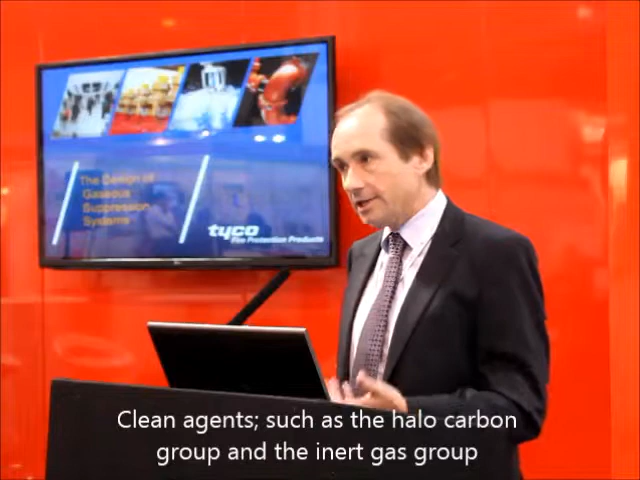 The Design of
Gaseous
Suppression
Systems
tyco
Fire Protection Products
Clean agents; such as the halo carbon
group and the inert gas group